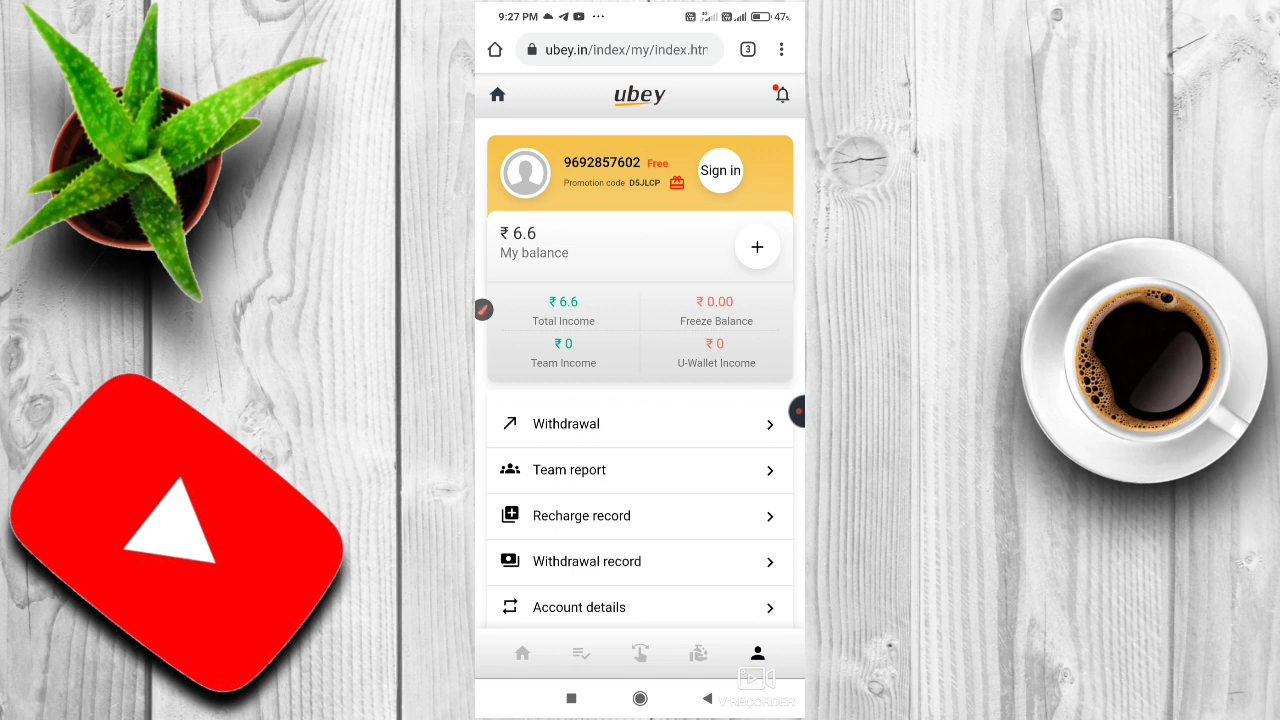 9:27 PM
47%
ubey.in/index/my/index.htm
3
ubey
9692857602 Free
Promotion code D5JLCP
Sign in
₹ 6.6
My balance
+
₹ 6.6
₹ 0.00
Total Income
Freeze Balance
₹ 0
₹ 0
Team Income
U-Wallet Income
Withdrawal
Team report
Recharge record
Withdrawal record
Account details
V RECORDER